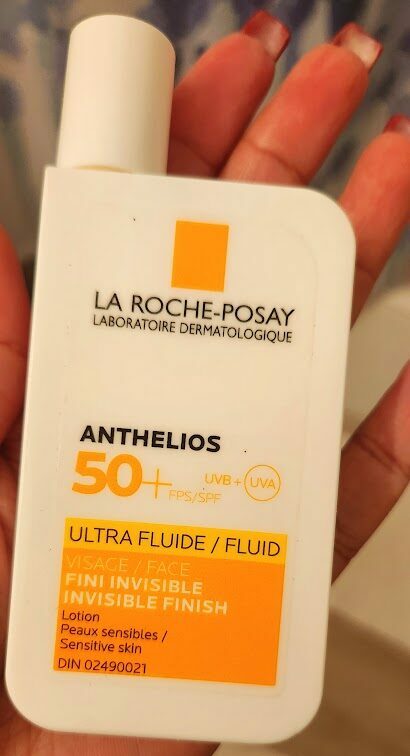 LA ROCHE-POSAY
LABORATOIRE DERMATOLOGIQUE
ANTHELIOS
50+ FPS/SPF UVB + UVA
ULTRA FLUIDE / FLUID
VISAGE / FACE
FINI INVISIBLE
INVISIBLE FINISH
Lotion
Peaux sensibles /
Sensitive skin
DIN 02490021